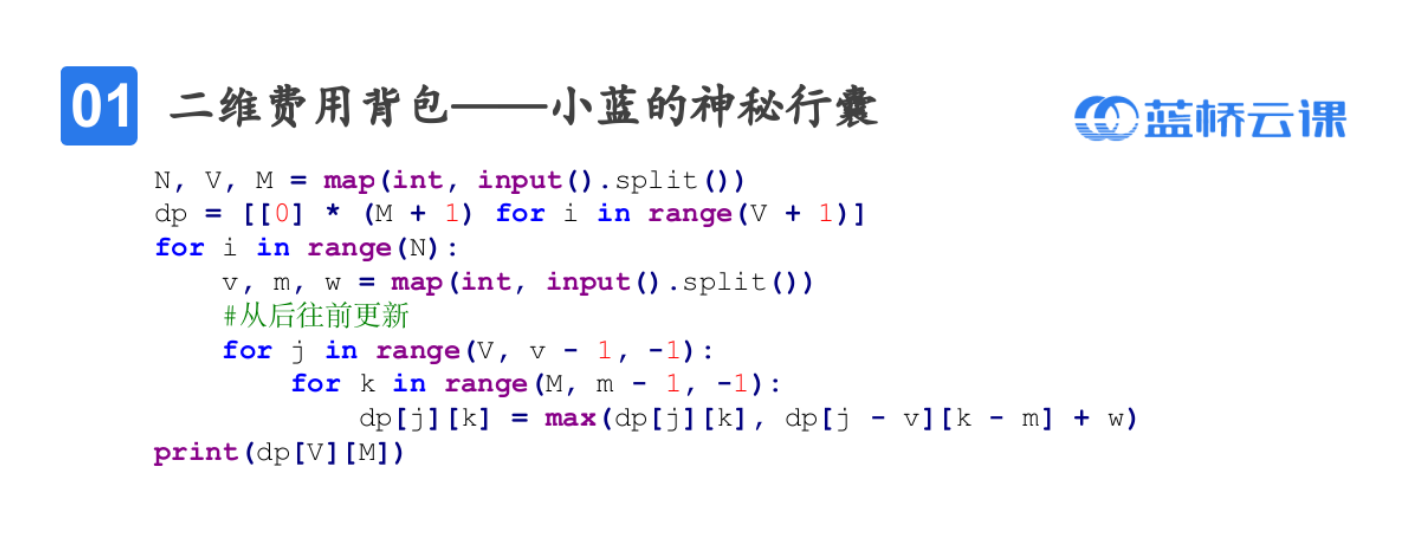 01 二维费用背包——小蓝的神秘行囊
蓝桥云课
N, V, M = map(int, input().split())
dp = [[0] * (M + 1) for i in range(V + 1)]
for i in range(N):
    v, m, w = map(int, input().split())
    #从后往前更新
    for j in range(V, v - 1, -1):
        for k in range(M, m - 1, -1):
            dp[j][k] = max(dp[j][k], dp[j - v][k - m] + w)
print(dp[V][M])